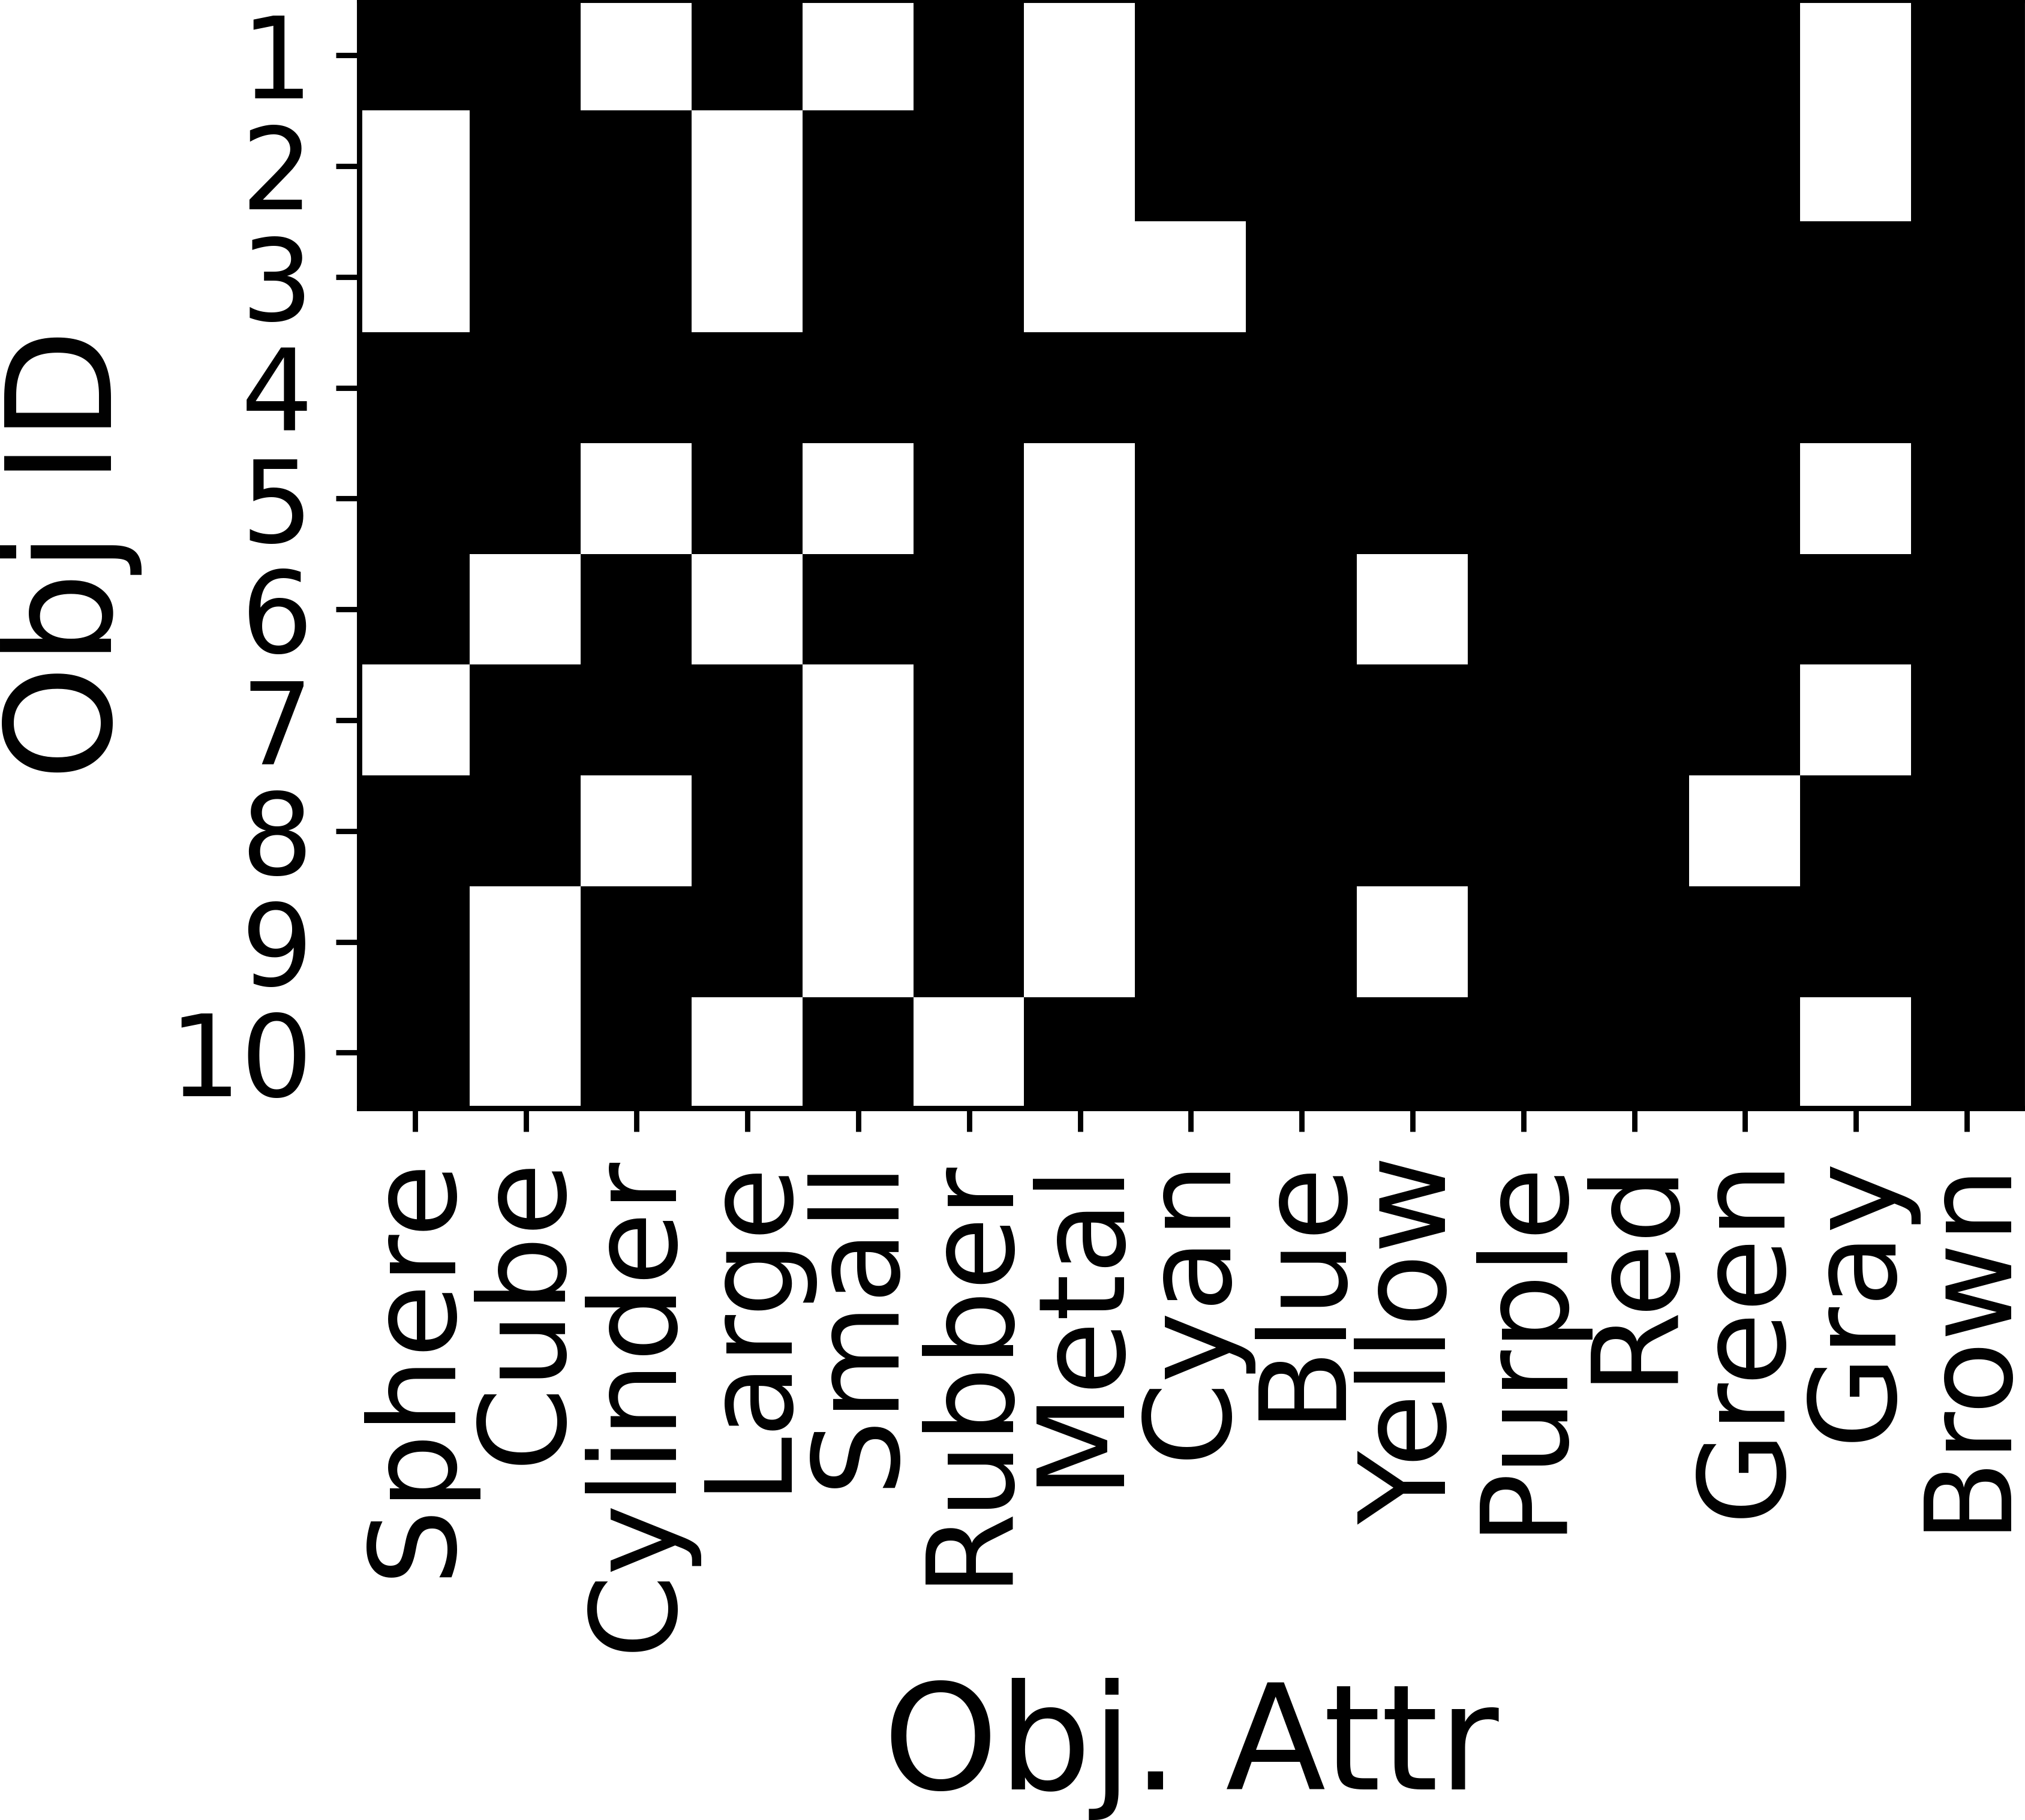 Obj ID
1
2
3
4
5
6
7
8
9
10
Sphere
Cube
Cylinder
Large
Small
Rubber
Metal
Cyan
Blue
Yellow
Purple
Red
Green
Gray
Brown
Obj. Attr